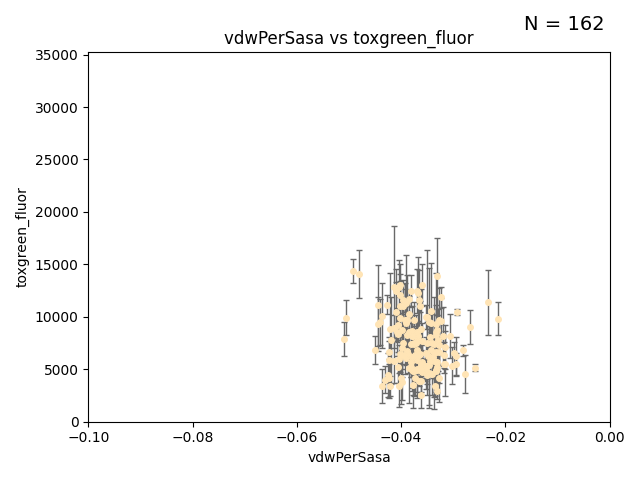 N = 162
vdwPerSasa vs toxgreen_fluor
35000
30000
25000
20000
15000
10000
5000
0
toxgreen_fluor
−0.10 −0.08 −0.06 −0.04 −0.02 0.00
vdwPerSasa